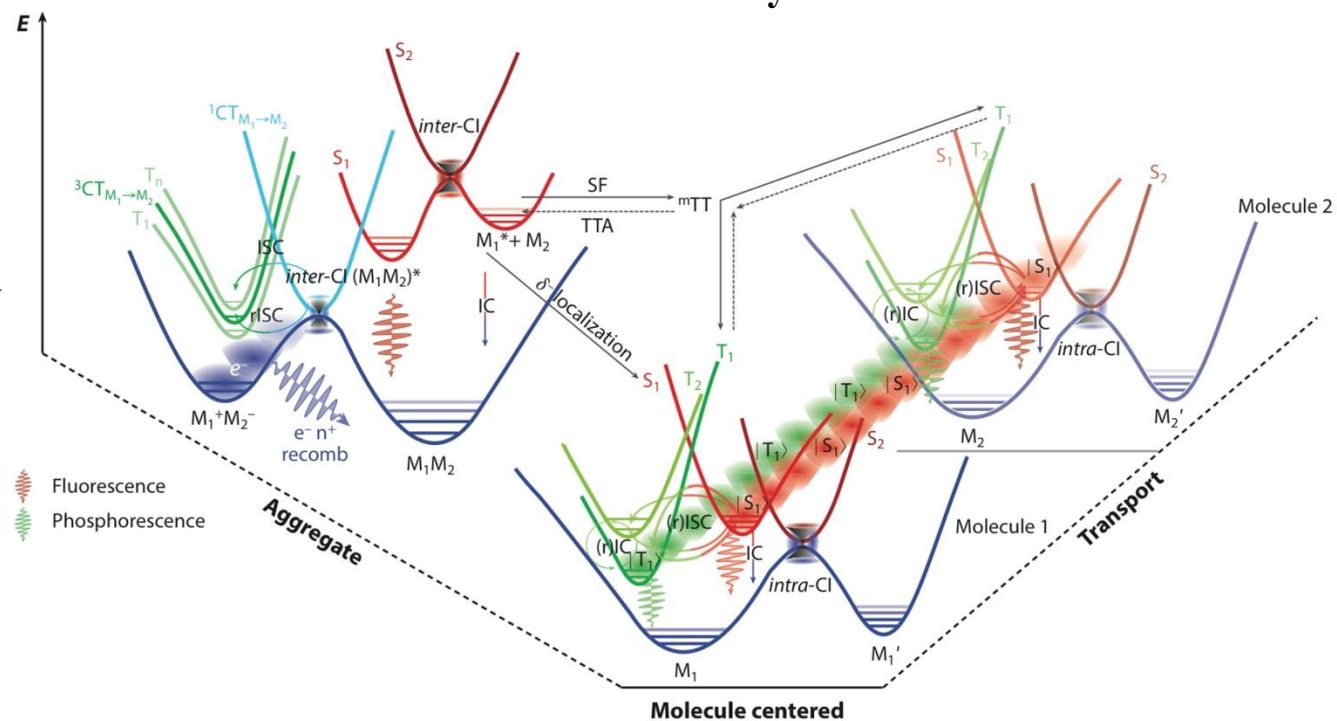 E
S₂
¹CT_M₁→M₂
inter-CI
S₁
T₁
S₁
T₂
S₂
Tₙ
³CT_M₁→M₂
T₁
SF
ᵐTT
TTA
Molecule 2
M₁*+ M₂
ISC
inter-CI (M₁M₂)*
|S₁⟩
(r)ISC
rISC
IC
δ-localization
(r)IC
IC
intra-CI
e⁻
T₁
S₁
T₂
|T₁⟩
|S₁⟩
M₁⁺M₂⁻
M₂
M₂'
e⁻ n⁺
recomb
M₁M₂
|T₁⟩
|S₁⟩
S₂
Fluorescence
Phosphorescence
Aggregate
|S₁⟩
(r)ISC
Transport
Molecule 1
(r)IC
|T₁⟩
IC
intra-CI
M₁
M₁'
Molecule centered